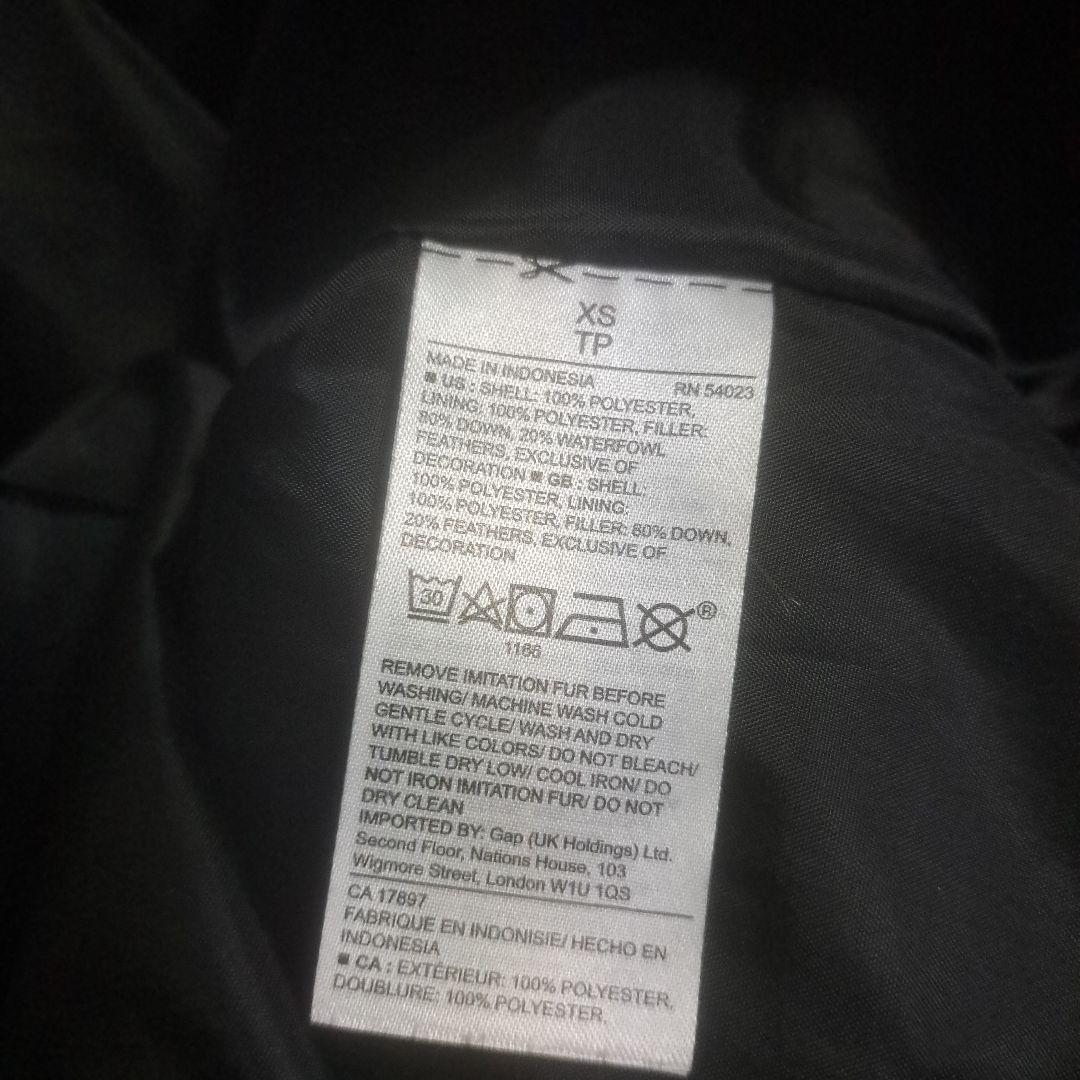 XS
TP
MADE IN INDONESIA RN 54023
■ US : SHELL: 100% POLYESTER,
LINING: 100% POLYESTER, FILLER:
80% DOWN, 20% WATERFOWL
FEATHERS, EXCLUSIVE OF
DECORATION ■ GB : SHELL:
100% POLYESTER, LINING:
100% POLYESTER, FILLER: 80% DOWN,
20% FEATHERS, EXCLUSIVE OF
DECORATION
30 ®
1166
REMOVE IMITATION FUR BEFORE
WASHING/ MACHINE WASH COLD
GENTLE CYCLE/ WASH AND DRY
WITH LIKE COLORS/ DO NOT BLEACH/
TUMBLE DRY LOW/ COOL IRON/ DO
NOT IRON IMITATION FUR/ DO NOT
DRY CLEAN
IMPORTED BY: Gap (UK Holdings) Ltd.
Second Floor, Nations House, 103
Wigmore Street, London W1U 1QS
CA 17897
FABRIQUE EN INDONISIE/ HECHO EN
INDONESIA
■ CA : EXTERIEUR: 100% POLYESTER,
DOUBLURE: 100% POLYESTER,